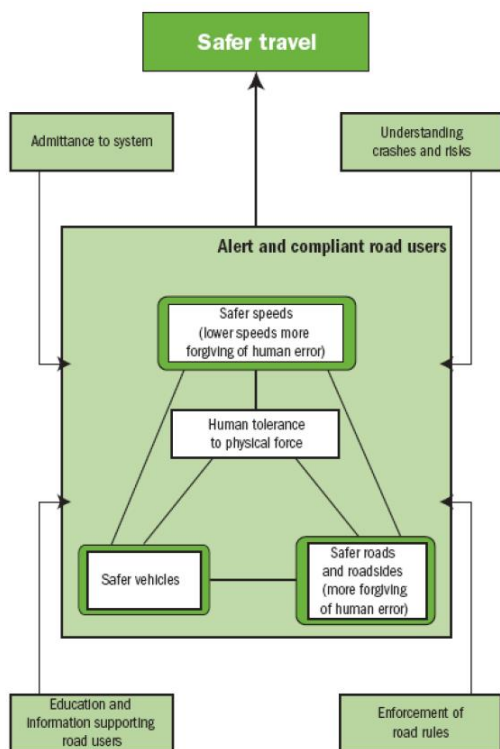 Safer travel
Admittance to system
Understanding
crashes and risks
Alert and compliant road users
Safer speeds
(lower speeds more
forgiving of human error)
Human tolerance
to physical force
Safer vehicles
Safer roads
and roadsides
(more forgiving
of human error)
Education and
information supporting
road users
Enforcement of
road rules